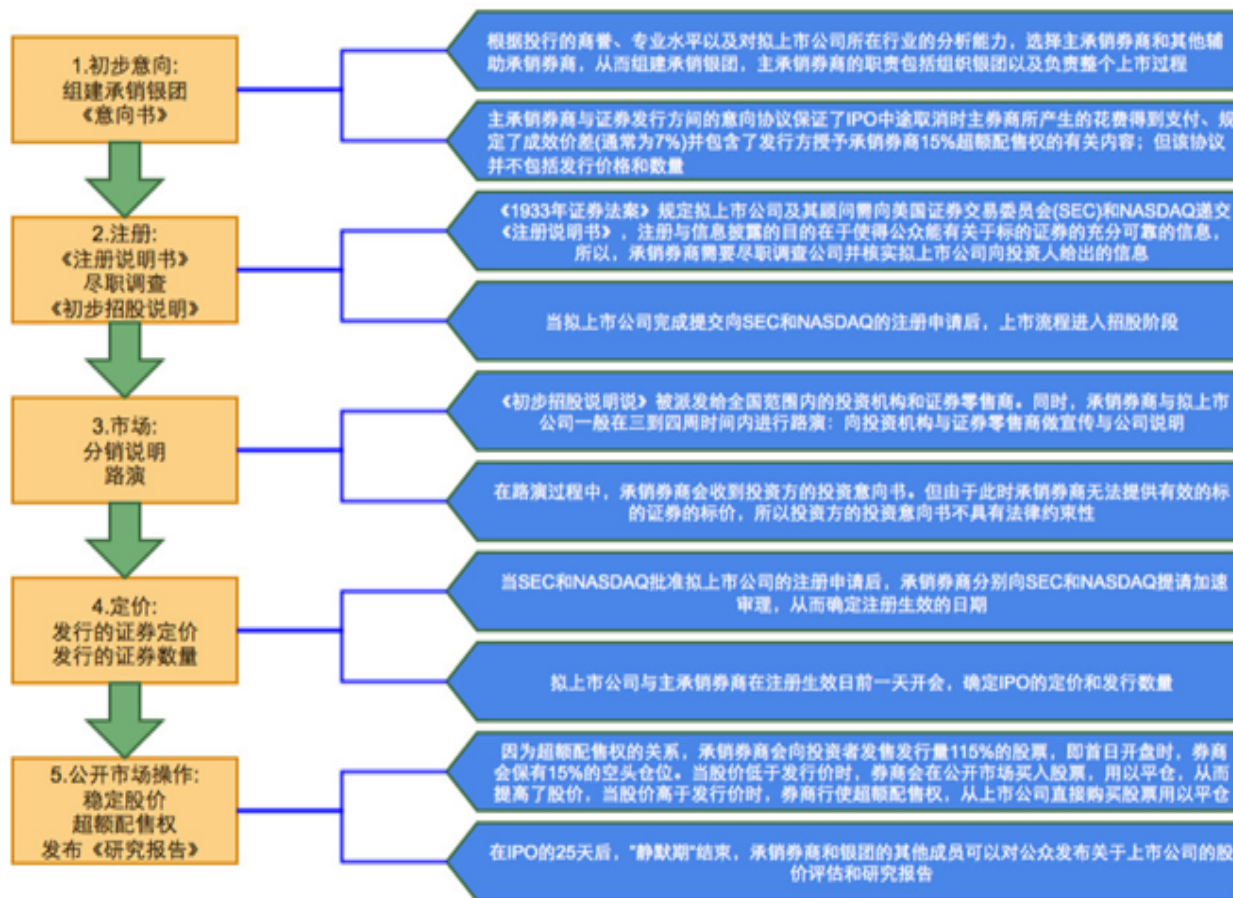 1.初步意向:
组建承销银团
《意向书》
根据投行的商誉、专业水平以及对拟上市公司所在行业的分析能力，选择主承销券商和其他辅
助承销券商，从而组建承销银团，主承销券商的职责包括组织银团以及负责整个上市过程
主承销券商与证券发行方间的意向协议保证了IPO中途取消时主券商所产生的花费得到支付、规
定了成效价差(通常为7%)并包含了发行方授予承销券商15%超额配售权的有关内容；但该协议
并不包括发行价格和数量
2.注册:
《注册说明书》
尽职调查
《初步招股说明》
《1933年证券法案》规定拟上市公司及其顾问需向美国证券交易委员会(SEC)和NASDAQ递交
《注册说明书》，注册与信息披露的目的在于使得公众能有关于标的证券的充分可靠的信息，
所以，承销券商需要尽职调查公司并核实拟上市公司向投资人给出的信息
当拟上市公司完成提交向SEC和NASDAQ的注册申请后，上市流程进入招股阶段
3.市场:
分销说明
路演
《初步招股说明说》被派发给全国范围内的投资机构和证券零售商。同时，承销券商与拟上市
公司一般在三到四周时间内进行路演：向投资机构与证券零售商做宣传与公司说明
在路演过程中，承销券商会收到投资方的投资意向书。但由于此时承销券商无法提供有效的标
的证券的标价，所以投资方的投资意向书不具有法律约束性
4.定价:
发行的证券定价
发行的证券数量
当SEC和NASDAQ批准拟上市公司的注册申请后，承销券商分别向SEC和NASDAQ提请加速
审理，从而确定注册生效的日期
拟上市公司与主承销券商在注册生效日前一天开会，确定IPO的定价和发行数量
5.公开市场操作:
稳定股价
超额配售权
发布《研究报告》
因为超额配售权的关系，承销券商会向投资者发售发行量115%的股票，即首日开盘时，券商
会保有15%的空头仓位。当股价低于发行价时，券商会在公开市场买入股票，用以平仓，从而
提高了股价，当股价高于发行价时，券商行使超额配售权，从上市公司直接购买股票用以平仓
在IPO的25天后，"静默期"结束，承销券商和银团的其他成员可以对公众发布关于上市公司的股
价评估和研究报告